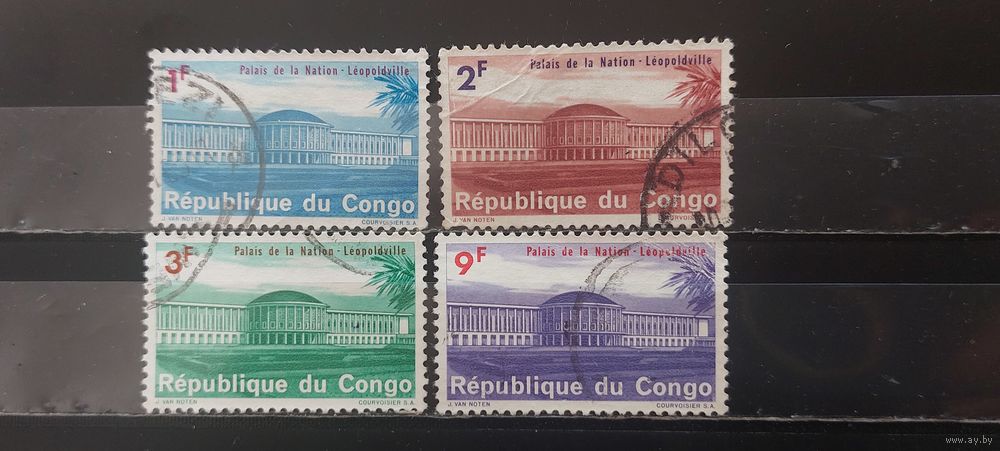 1F
Palais de la Nation - Léopoldville
République du Congo
J. VAN NOTEN
COURVOISIER S.A.
2F
Palais de la Nation - Léopoldville
République du Congo
J. VAN NOTEN
COURVOISIER
3F
Palais de la Nation - Léopoldville
République du Congo
J. VAN NOTEN
COURVOISIER S.A.
9F
Palais de la Nation - Léopoldville
République du Congo
J. VAN NOTEN
COURVOISIER S.A.
www.ay.by